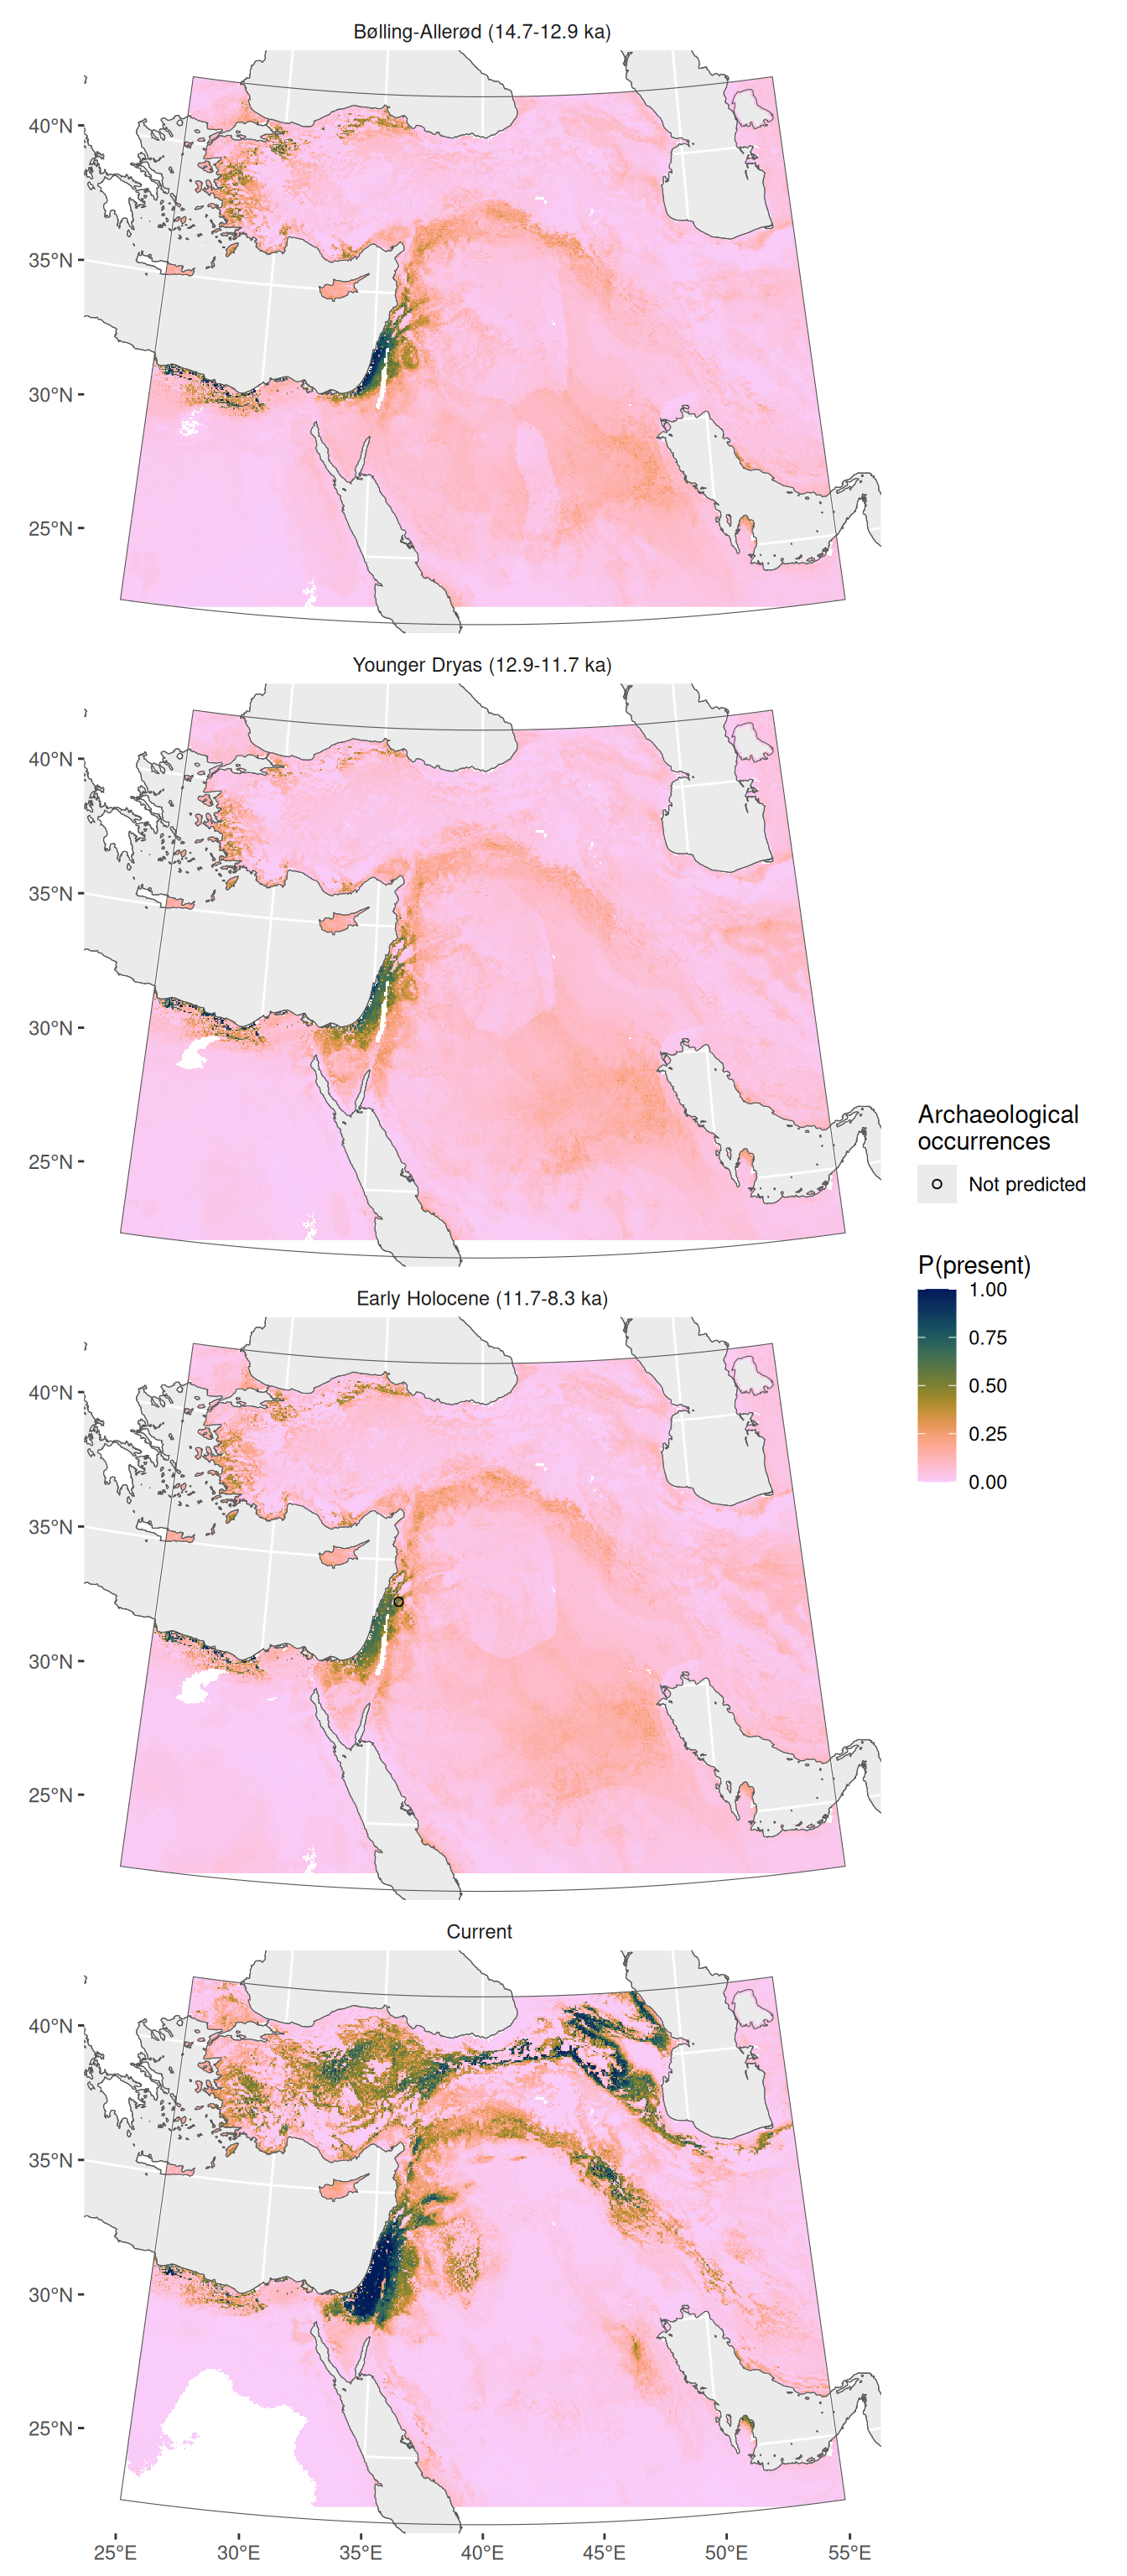 Bølling-Allerød (14.7-12.9 ka)
40°N
35°N
30°N
25°N
Younger Dryas (12.9-11.7 ka)
40°N
35°N
30°N
25°N
Archaeological
occurrences
Not predicted
P(present)
1.00
0.75
0.50
0.25
0.00
Early Holocene (11.7-8.3 ka)
40°N
35°N
30°N
25°N
Current
40°N
35°N
30°N
25°N
25°E 30°E 35°E 40°E 45°E 50°E 55°E